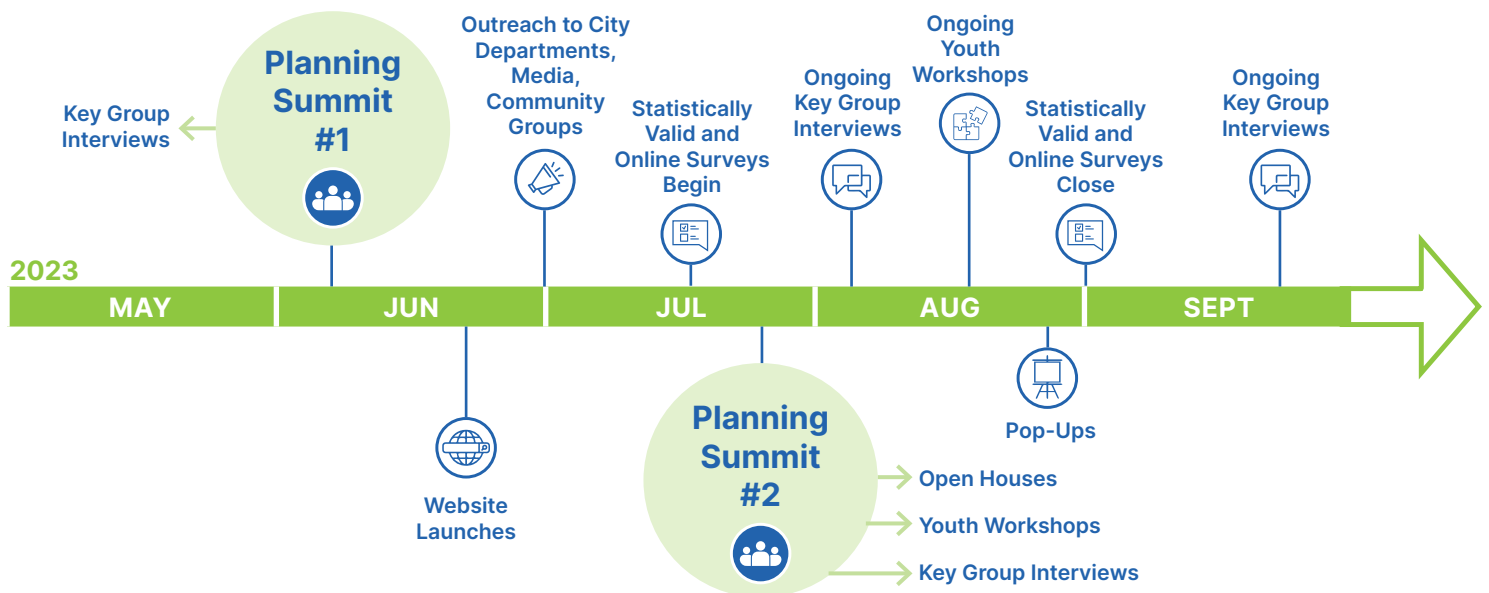 Key Group
Interviews
Planning
Summit
#1
Outreach to City
Departments,
Media,
Community
Groups
Statistically
Valid and
Online Surveys
Begin
Ongoing
Key Group
Interviews
Ongoing
Youth
Workshops
Statistically
Valid and
Online Surveys
Close
Ongoing
Key Group
Interviews
2023
MAY
JUN
JUL
AUG
SEPT
Website
Launches
Planning
Summit
#2
Pop-Ups
Open Houses
Youth Workshops
Key Group Interviews